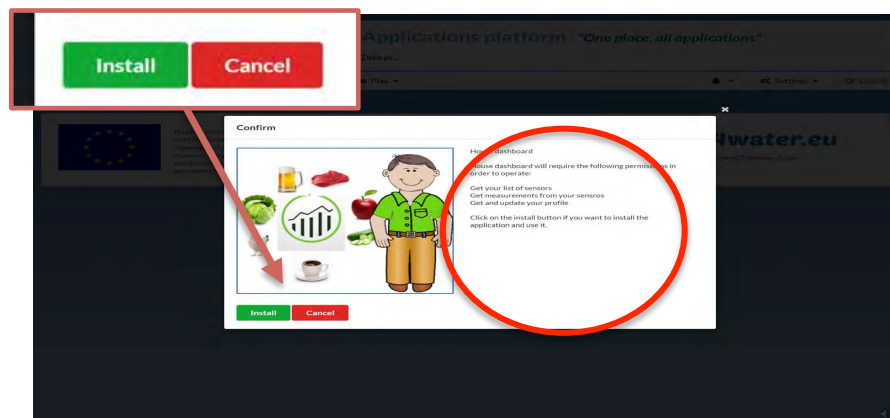 Install Cancel
Applications platform "One place, all applications"
Play
Settings
Confirm
water.eu
House dashboard
House dashboard will require the following permissions in
order to operate:
Get your list of sensors
Get measurements from your sensros
Get and update your profile
Click on the install button if you want to install the
application and use it.
Install Cancel